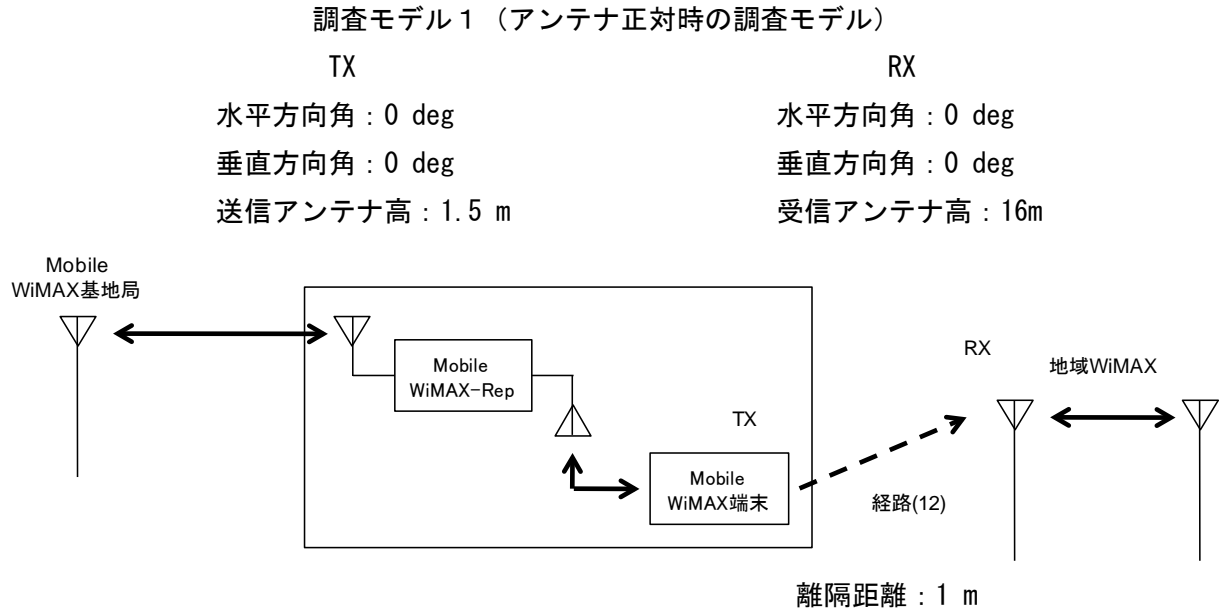 調査モデル１（アンテナ正対時の調査モデル）
TX
水平方向角：0 deg
垂直方向角：0 deg
送信アンテナ高：1.5 m
RX
水平方向角：0 deg
垂直方向角：0 deg
受信アンテナ高：16m
Mobile
WiMAX基地局
Mobile
WiMAX-Rep
TX
Mobile
WiMAX端末
RX
地域WiMAX
経路(12)
離隔距離：1 m